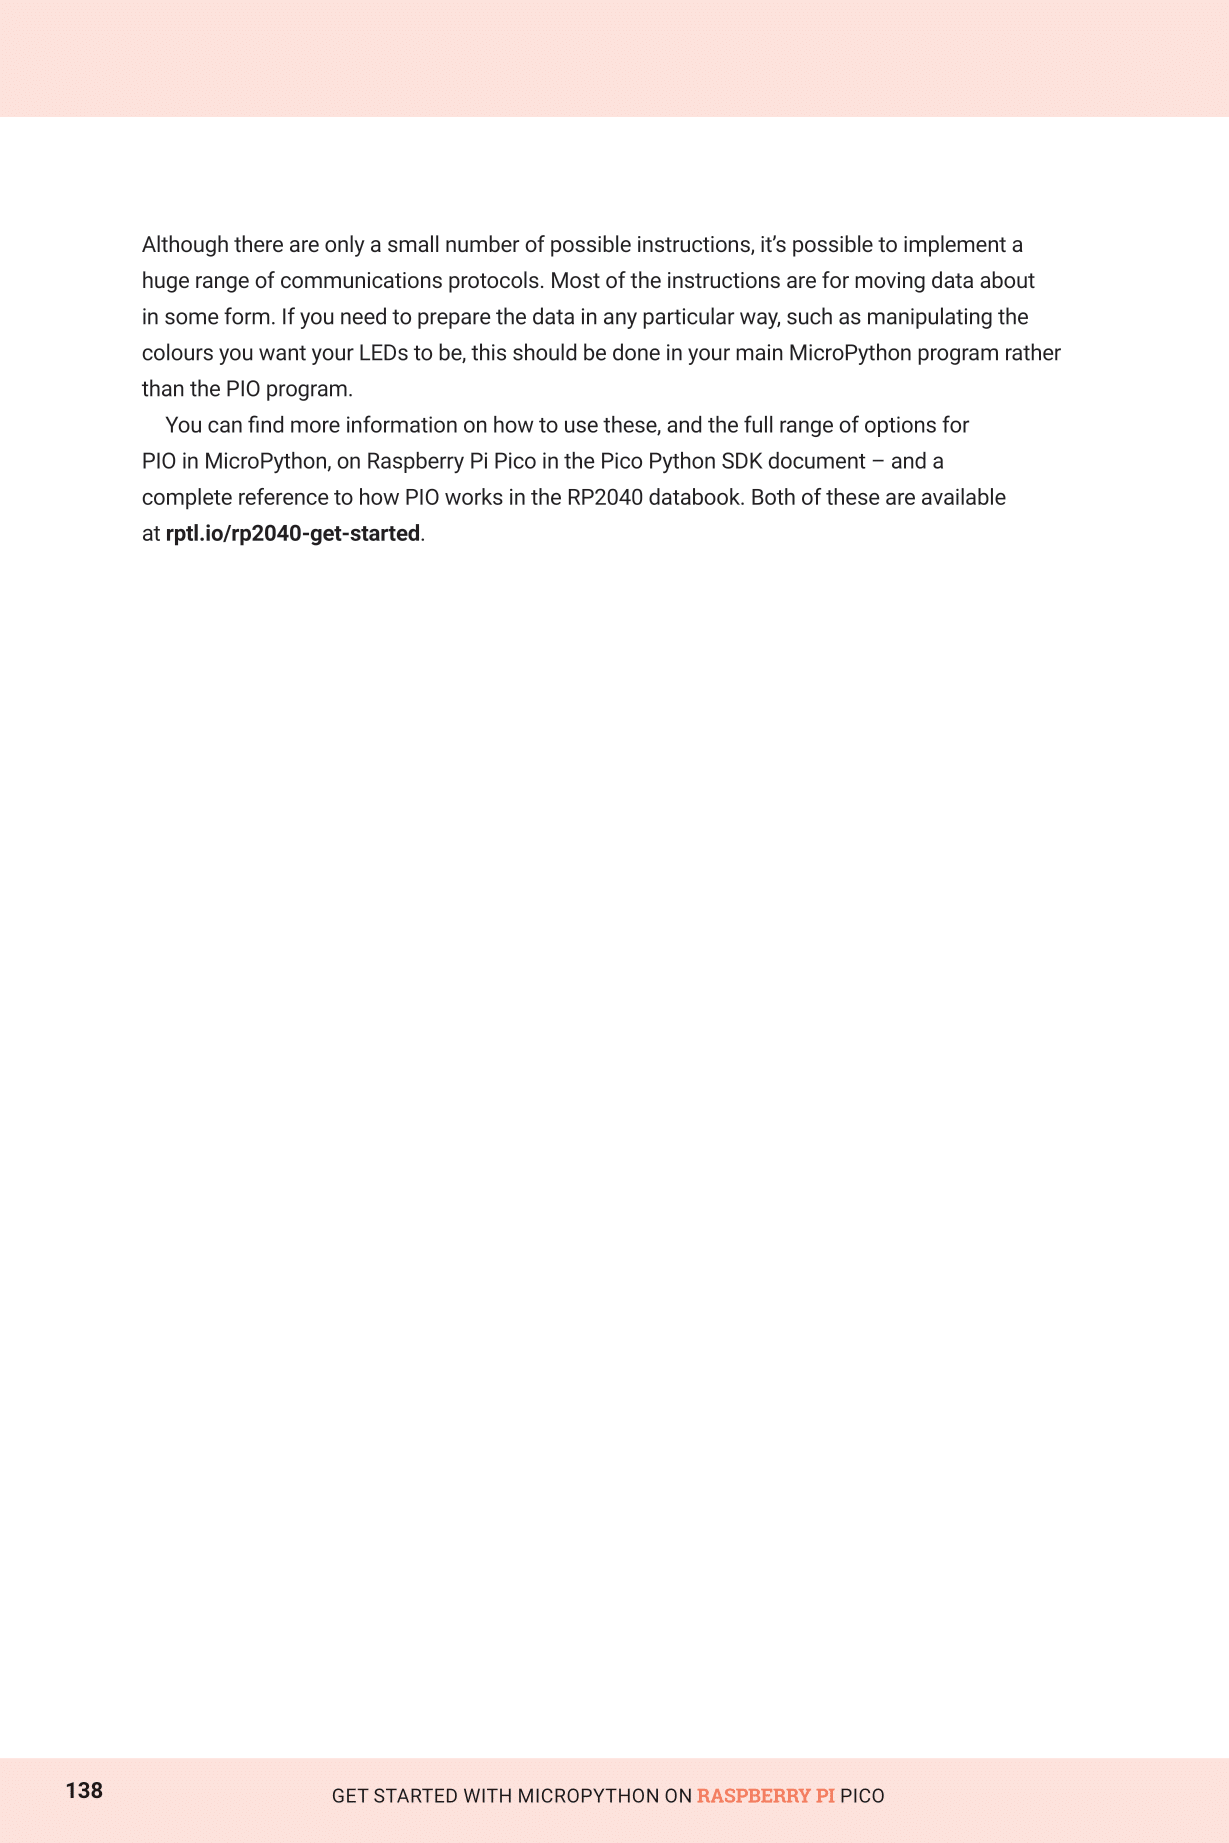 Although there are only a small number of possible instructions, it’s possible to implement a
huge range of communications protocols. Most of the instructions are for moving data about
in some form. If you need to prepare the data in any particular way, such as manipulating the
colours you want your LEDs to be, this should be done in your main MicroPython program rather
than the PIO program.
You can find more information on how to use these, and the full range of options for
PIO in MicroPython, on Raspberry Pi Pico in the Pico Python SDK document – and a
complete reference to how PIO works in the RP2040 databook. Both of these are available
at rptl.io/rp2040-get-started.
138
GET STARTED WITH MICROPYTHON ON RASPBERRY PI PICO